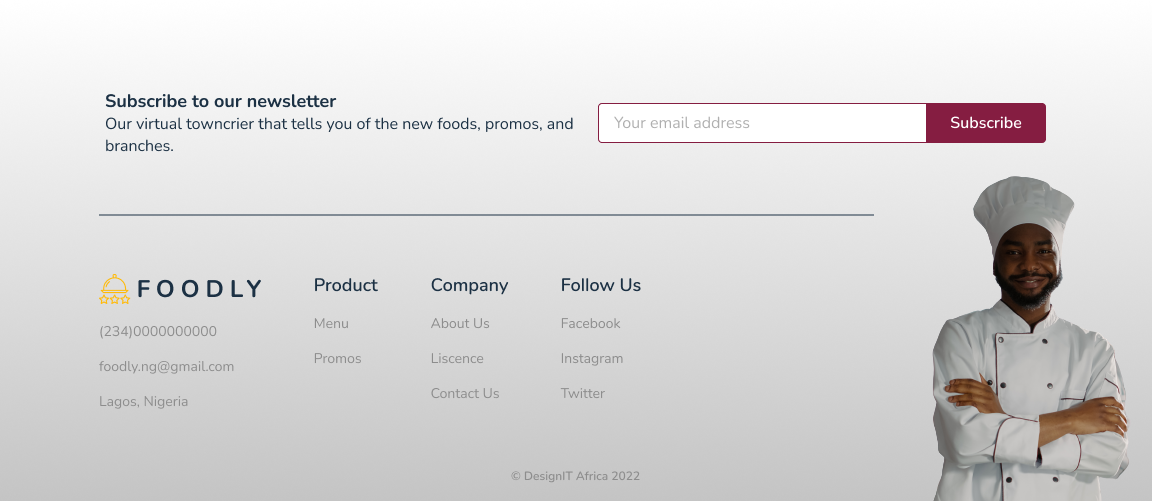 Subscribe to our newsletter
Our virtual towncrier that tells you of the new foods, promos, and
branches.
Your email address
Subscribe
FOODLY
(234)0000000000
foodly.ng@gmail.com
Lagos, Nigeria
Product
Menu
Promos
Company
About Us
Liscence
Contact Us
Follow Us
Facebook
Instagram
Twitter
© DesignIT Africa 2022